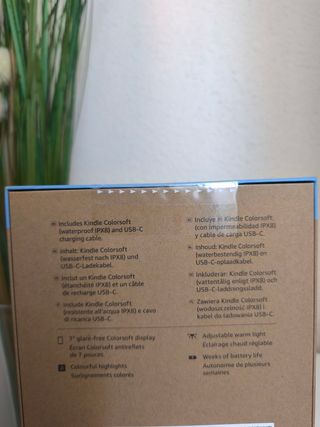 Includes Kindle Colorsoft
(waterproof IPX8) and USB-C
charging cable.
Inhalt: Kindle Colorsoft
(wasserfest nach IPX8) und
USB-C-Ladekabel.
Inclut un Kindle Colorsoft
(étanchéité IPX8) et un câble
de recharge USB-C.
Include Kindle Colorsoft
(resistente all'acqua IPX8) e cavo
di ricarica USB-C.
Incluye el Kindle Colorsoft
(con impermeabilidad IPX8)
y cable de carga USB-C.
Inhoud: Kindle Colorsoft
(waterbestendig IPX8) en
USB-C-oplaadkabel.
Inkluderar: Kindle Colorsoft
(vattentålig enligt IPX8) och
USB-C-laddningssladd.
Zawiera Kindle Colorsoft
(wodoszczelność IPX8) i
kabel do ładowania USB-C.
7" glare-free Colorsoft display
Écran Colorsoft antireflets
de 7 pouces
Colourful highlights
Surlignements colorés
Adjustable warm light
Éclairage chaud réglable
Weeks of battery life
Autonomie de plusieurs
semaines